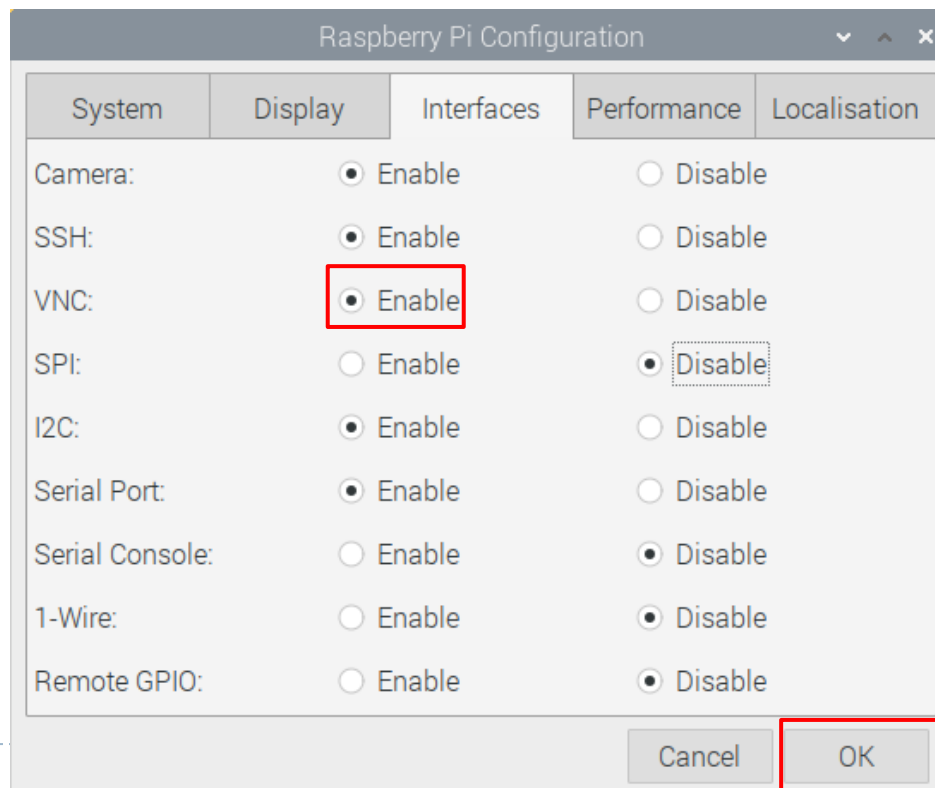 Raspberry Pi Configuration
System Display Interfaces Performance Localisation
Camera: Enable Disable
SSH: Enable Disable
VNC: Enable Disable
SPI: Enable Disable
I2C: Enable Disable
Serial Port: Enable Disable
Serial Console: Enable Disable
1-Wire: Enable Disable
Remote GPIO: Enable Disable
Cancel OK